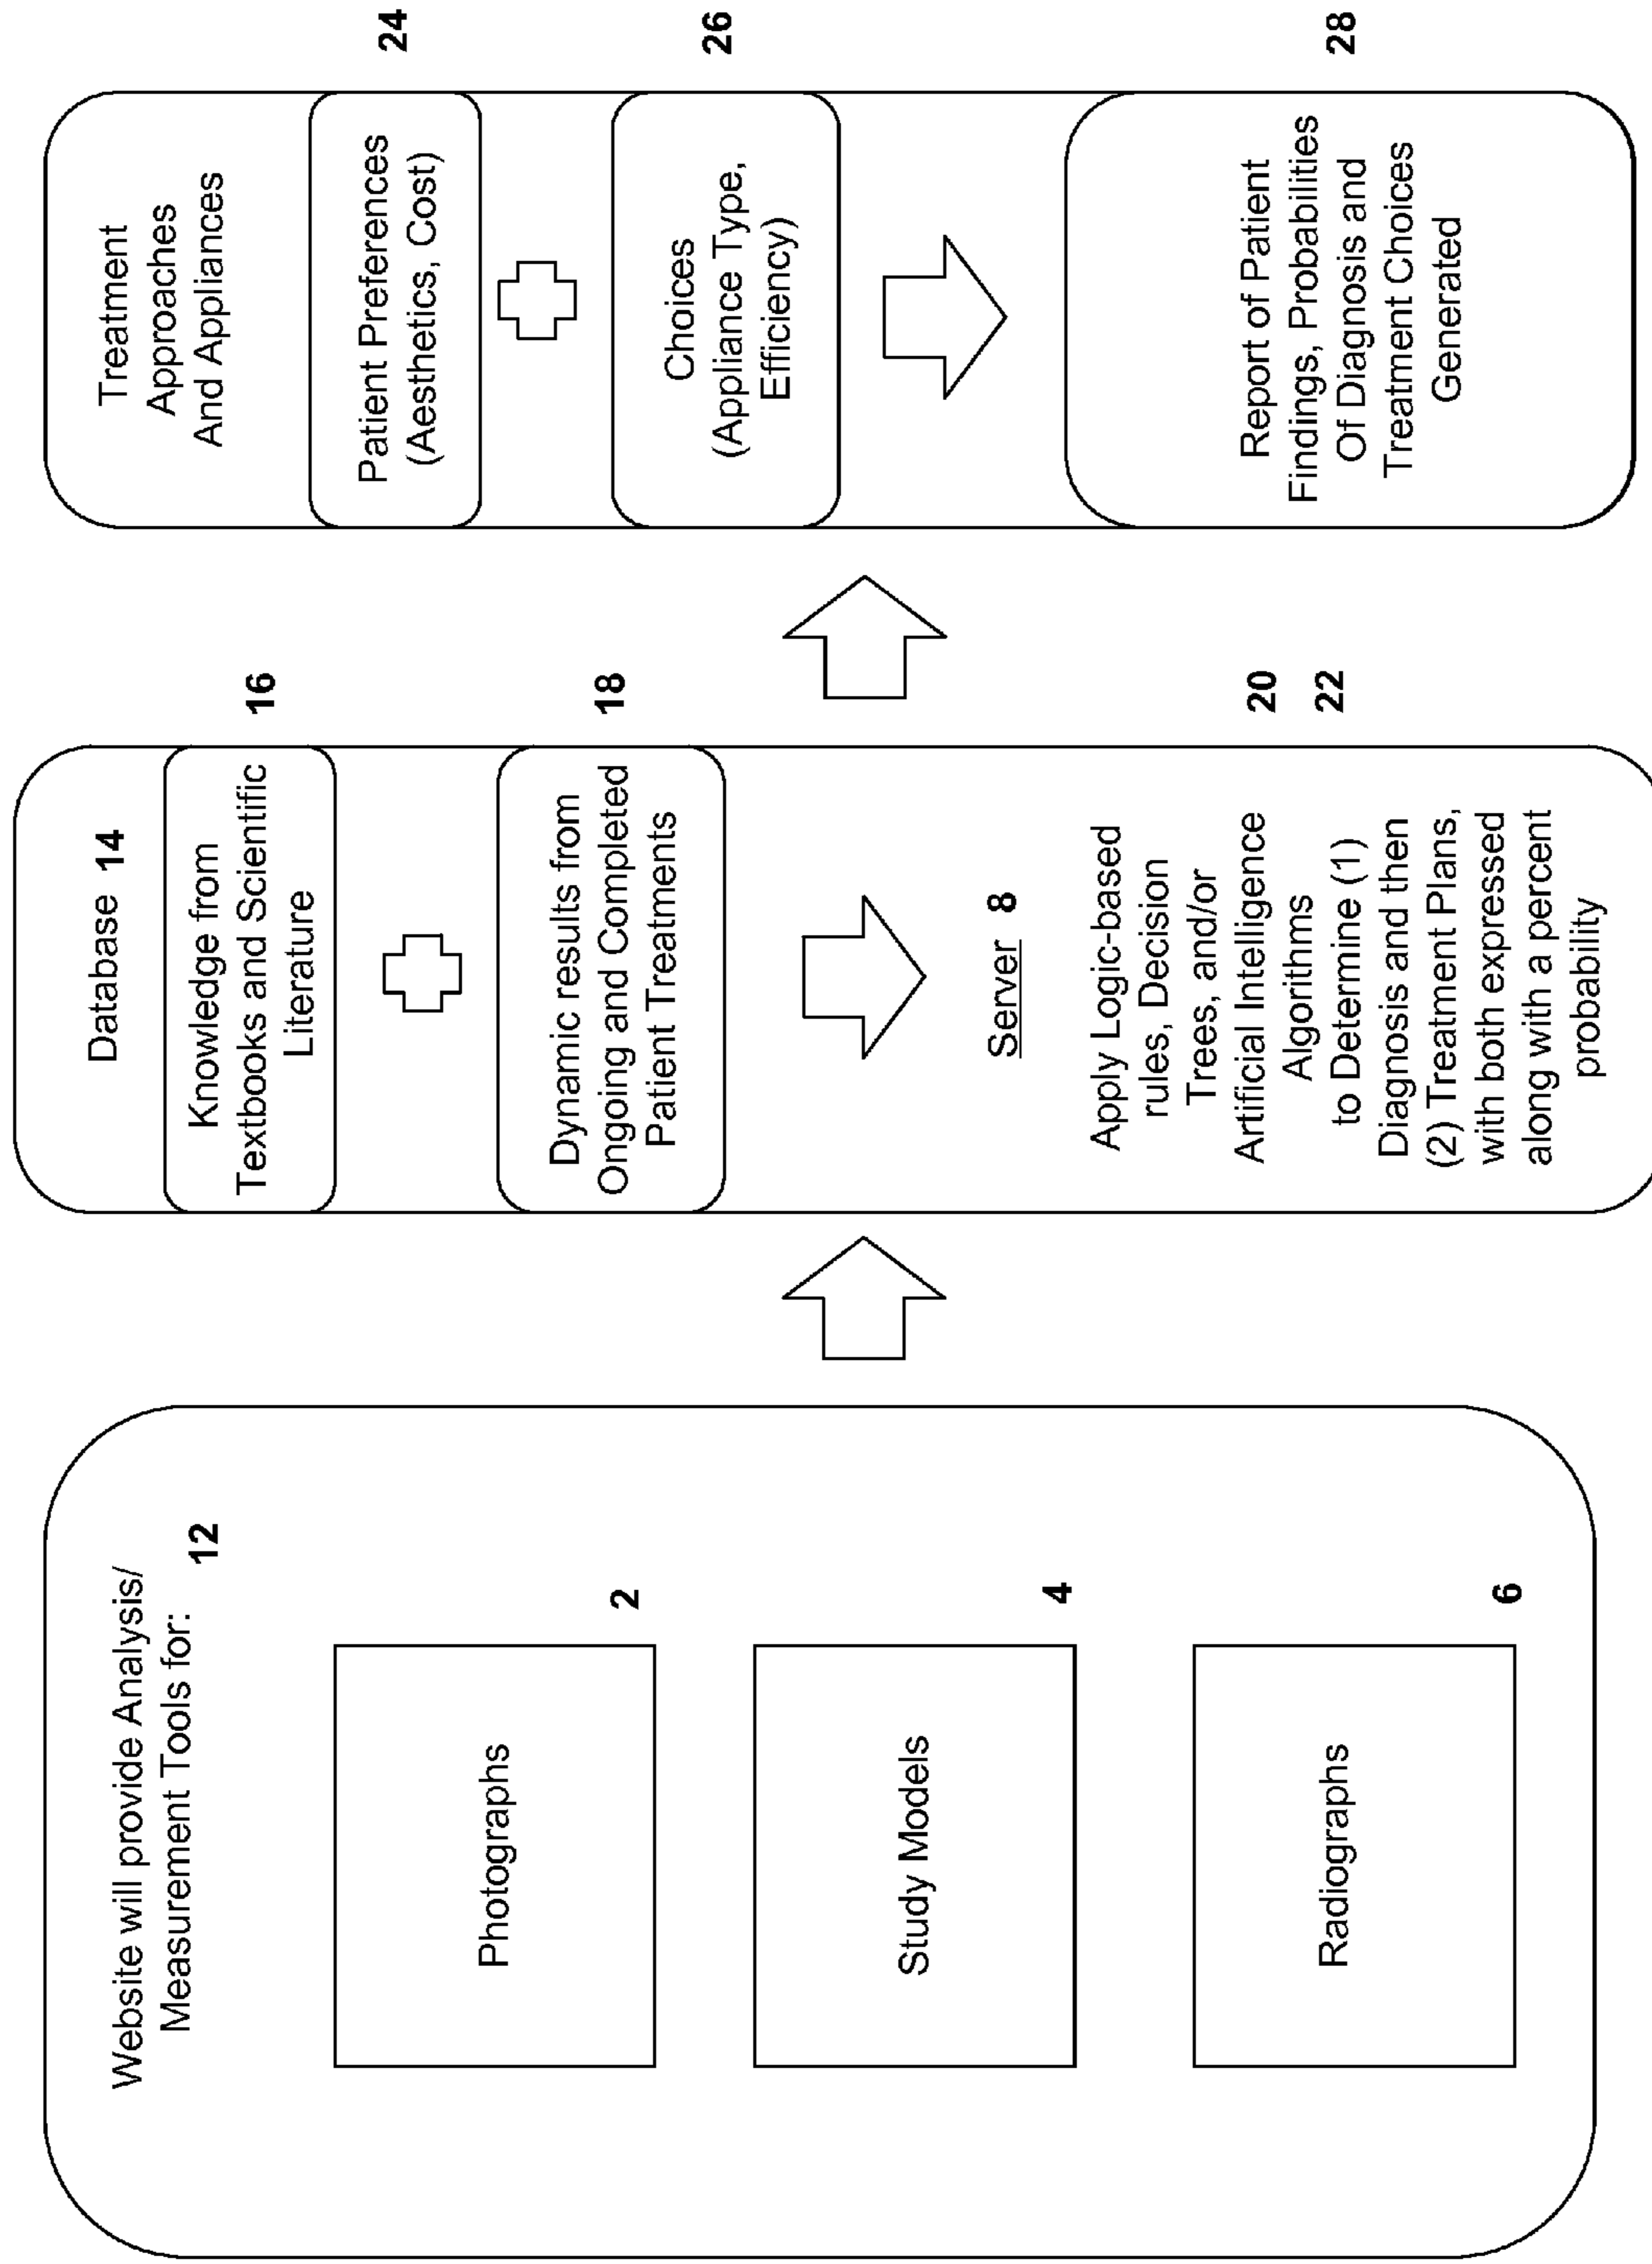 Website will provide Analysis/
Measurement Tools for:
12
Photographs
2
Study Models
4
Radiographs
6
Database 14
Knowledge from
Textbooks and Scientific
Literature
16
Dynamic results from
Ongoing and Completed
Patient Treatments
18
Server 8
Apply Logic-based
rules, Decision
Trees, and/or
Artificial Intelligence
Algorithms
to Determine (1)
Diagnosis and then
(2) Treatment Plans,
with both expressed
along with a percent
probability
20
22
Treatment
Approaches
And Appliances
Patient Preferences
(Aesthetics, Cost)
24
Choices
(Appliance Type,
Efficiency)
26
Report of Patient
Findings, Probabilities
Of Diagnosis and
Treatment Choices
Generated
28